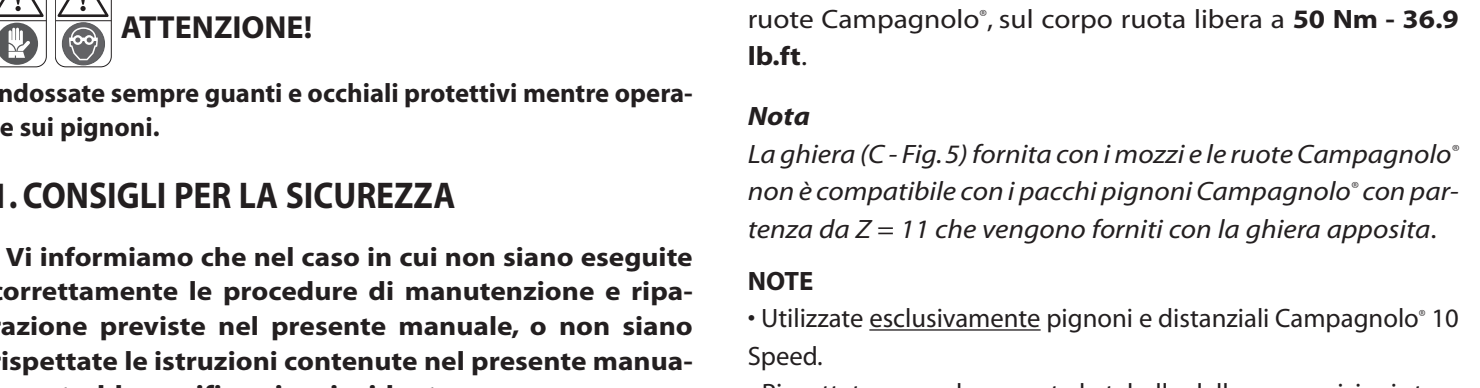 ATTENZIONE!
ndossate sempre guanti e occhiali protettivi mentre opera-
e sui pignoni.
1. CONSIGLI PER LA SICUREZZA
Vi informiamo che nel caso in cui non siano eseguite
correttamente le procedure di manutenzione e ripa-
razione previste nel presente manuale, o non siano
rispettate le istruzioni contenute nel presente manua-
ruote Campagnolo®, sul corpo ruota libera a 50 Nm - 36.9
lb.ft.
Nota
La ghiera (C - Fig. 5) fornita con i mozzi e le ruote Campagnolo®
non è compatibile con i pacchi pignoni Campagnolo® con par-
tenza da Z = 11 che vengono forniti con la ghiera apposita.
NOTE
• Utilizzate esclusivamente pignoni e distanziali Campagnolo® 10
Speed.